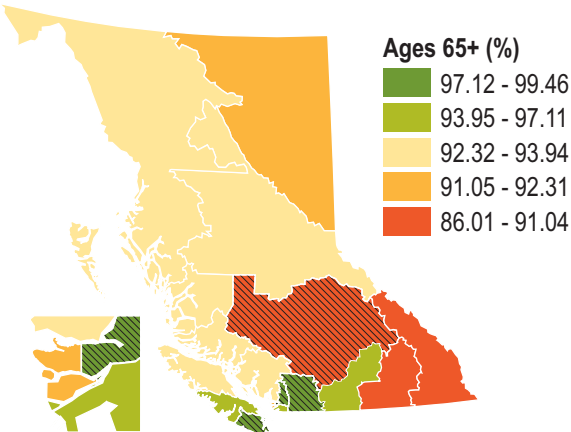 Ages 65+ (%)
97.12 - 99.46
93.95 - 97.11
92.32 - 93.94
91.05 - 92.31
86.01 - 91.04